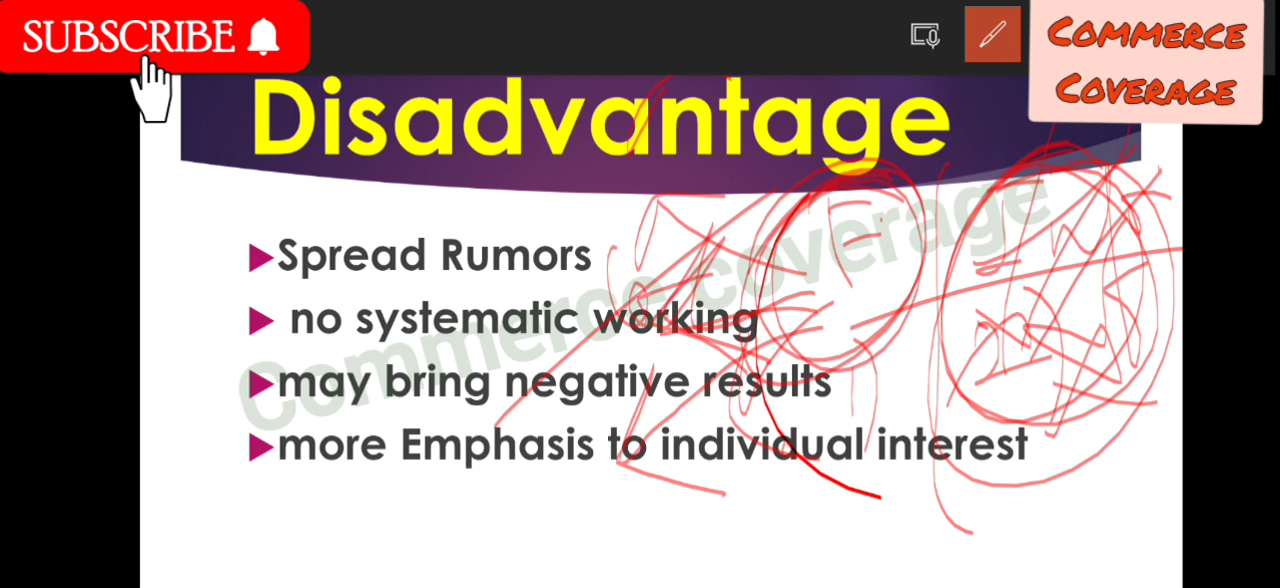 SUBSCRIBE
COMMERCE
COVERAGE
Disadvantage
Spread Rumors
no systematic working
may bring negative results
more Emphasis to individual interest
Commerce coverage